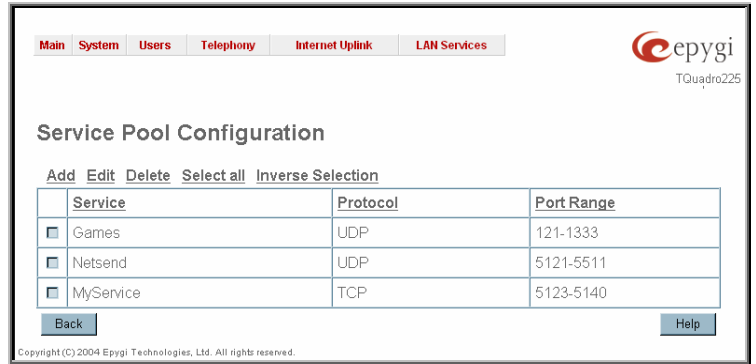 Main System Users Telephony Internet Uplink LAN Services
epygi
TQuadro225
Service Pool Configuration
Add Edit Delete Select all Inverse Selection
Service Protocol Port Range
Games UDP 121-1333
Netsend UDP 5121-5511
MyService TCP 5123-5140
Back Help
Copyright (C) 2004 Epygi Technologies, Ltd. All rights reserved.